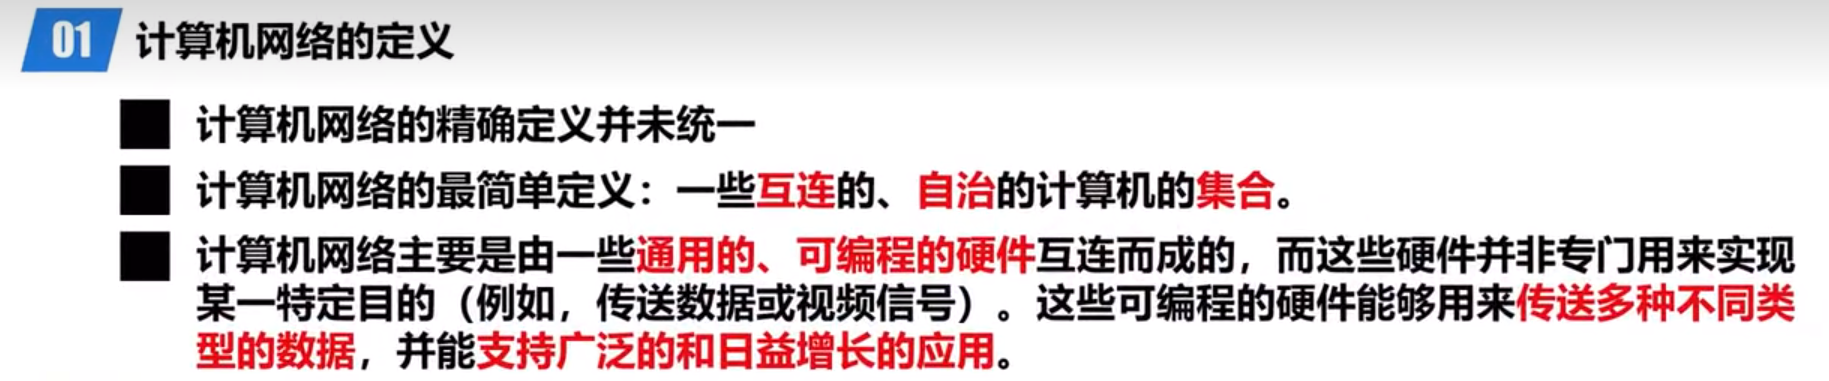 01 计算机网络的定义
计算机网络的精确定义并未统一
计算机网络的最简单定义：一些互连的、自治的计算机的集合。
计算机网络主要是由一些通用的、可编程的硬件互连而成的，而这些硬件并非专门用来实现
某一特定目的（例如，传送数据或视频信号）。这些可编程的硬件能够用来传送多种不同类
型的数据，并能支持广泛的和日益增长的应用。